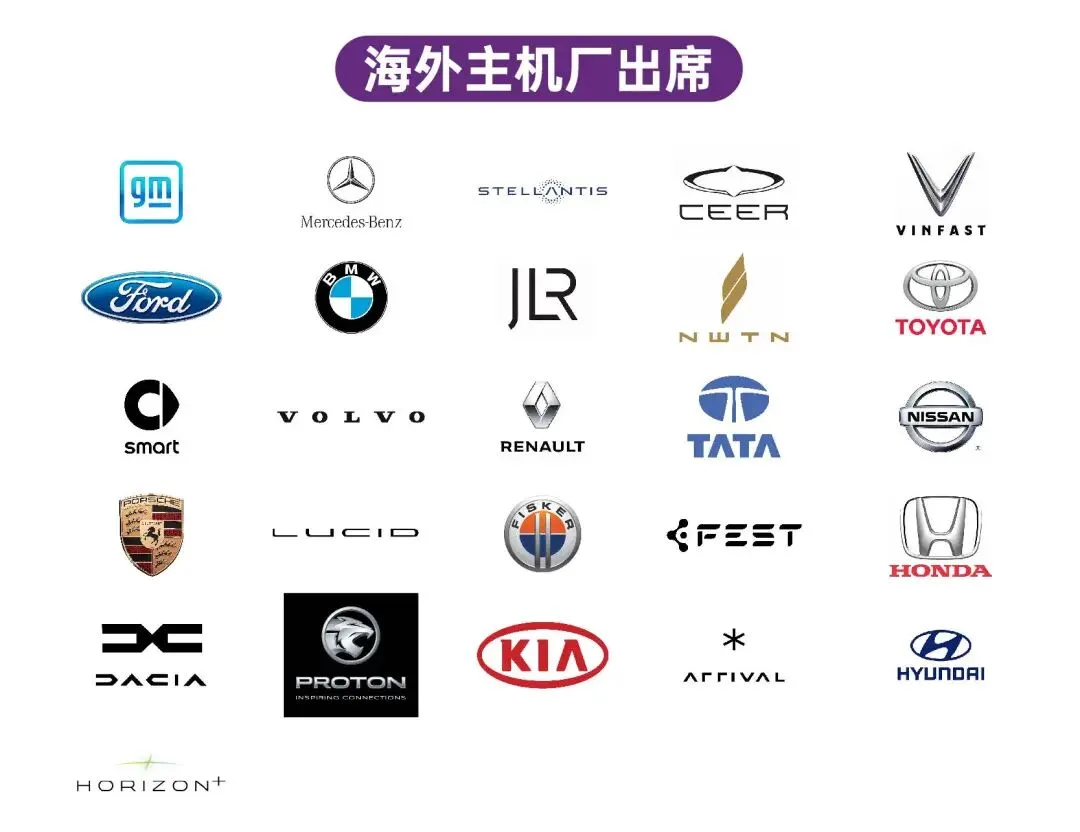 海外主机厂出席
gm
Mercedes-Benz
STELLANTIS
CEER
VINFAST
Ford
BMW
JLR
NWTN
TOYOTA
smart
VOLVO
RENAULT
TATA
NISSAN
PORSCHE
LUCID
FISKER
FEST
HONDA
DACIA
PROTON
INSPIRING CONNECTIONS
KIA
ARRIVAL
HYUNDAI
HORIZON+